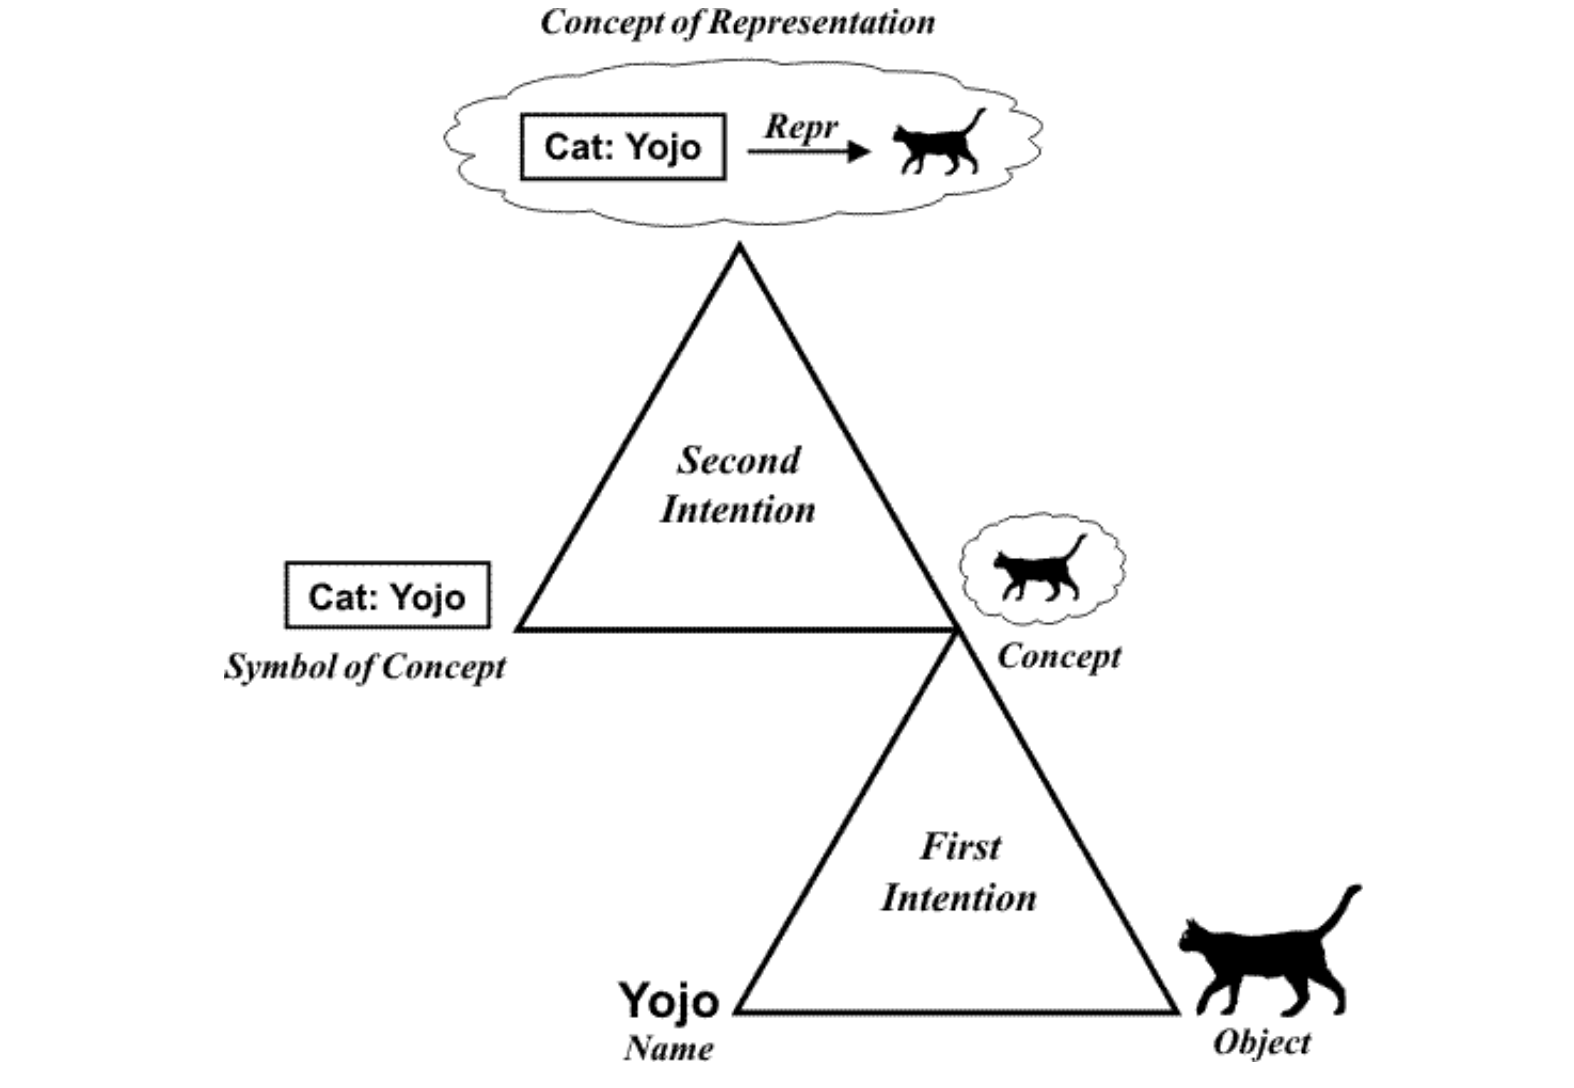 Concept of Representation
Cat: Yojo
Repr
Second
Intention
Cat: Yojo
Symbol of Concept
Concept
First
Intention
Yojo
Name
Object